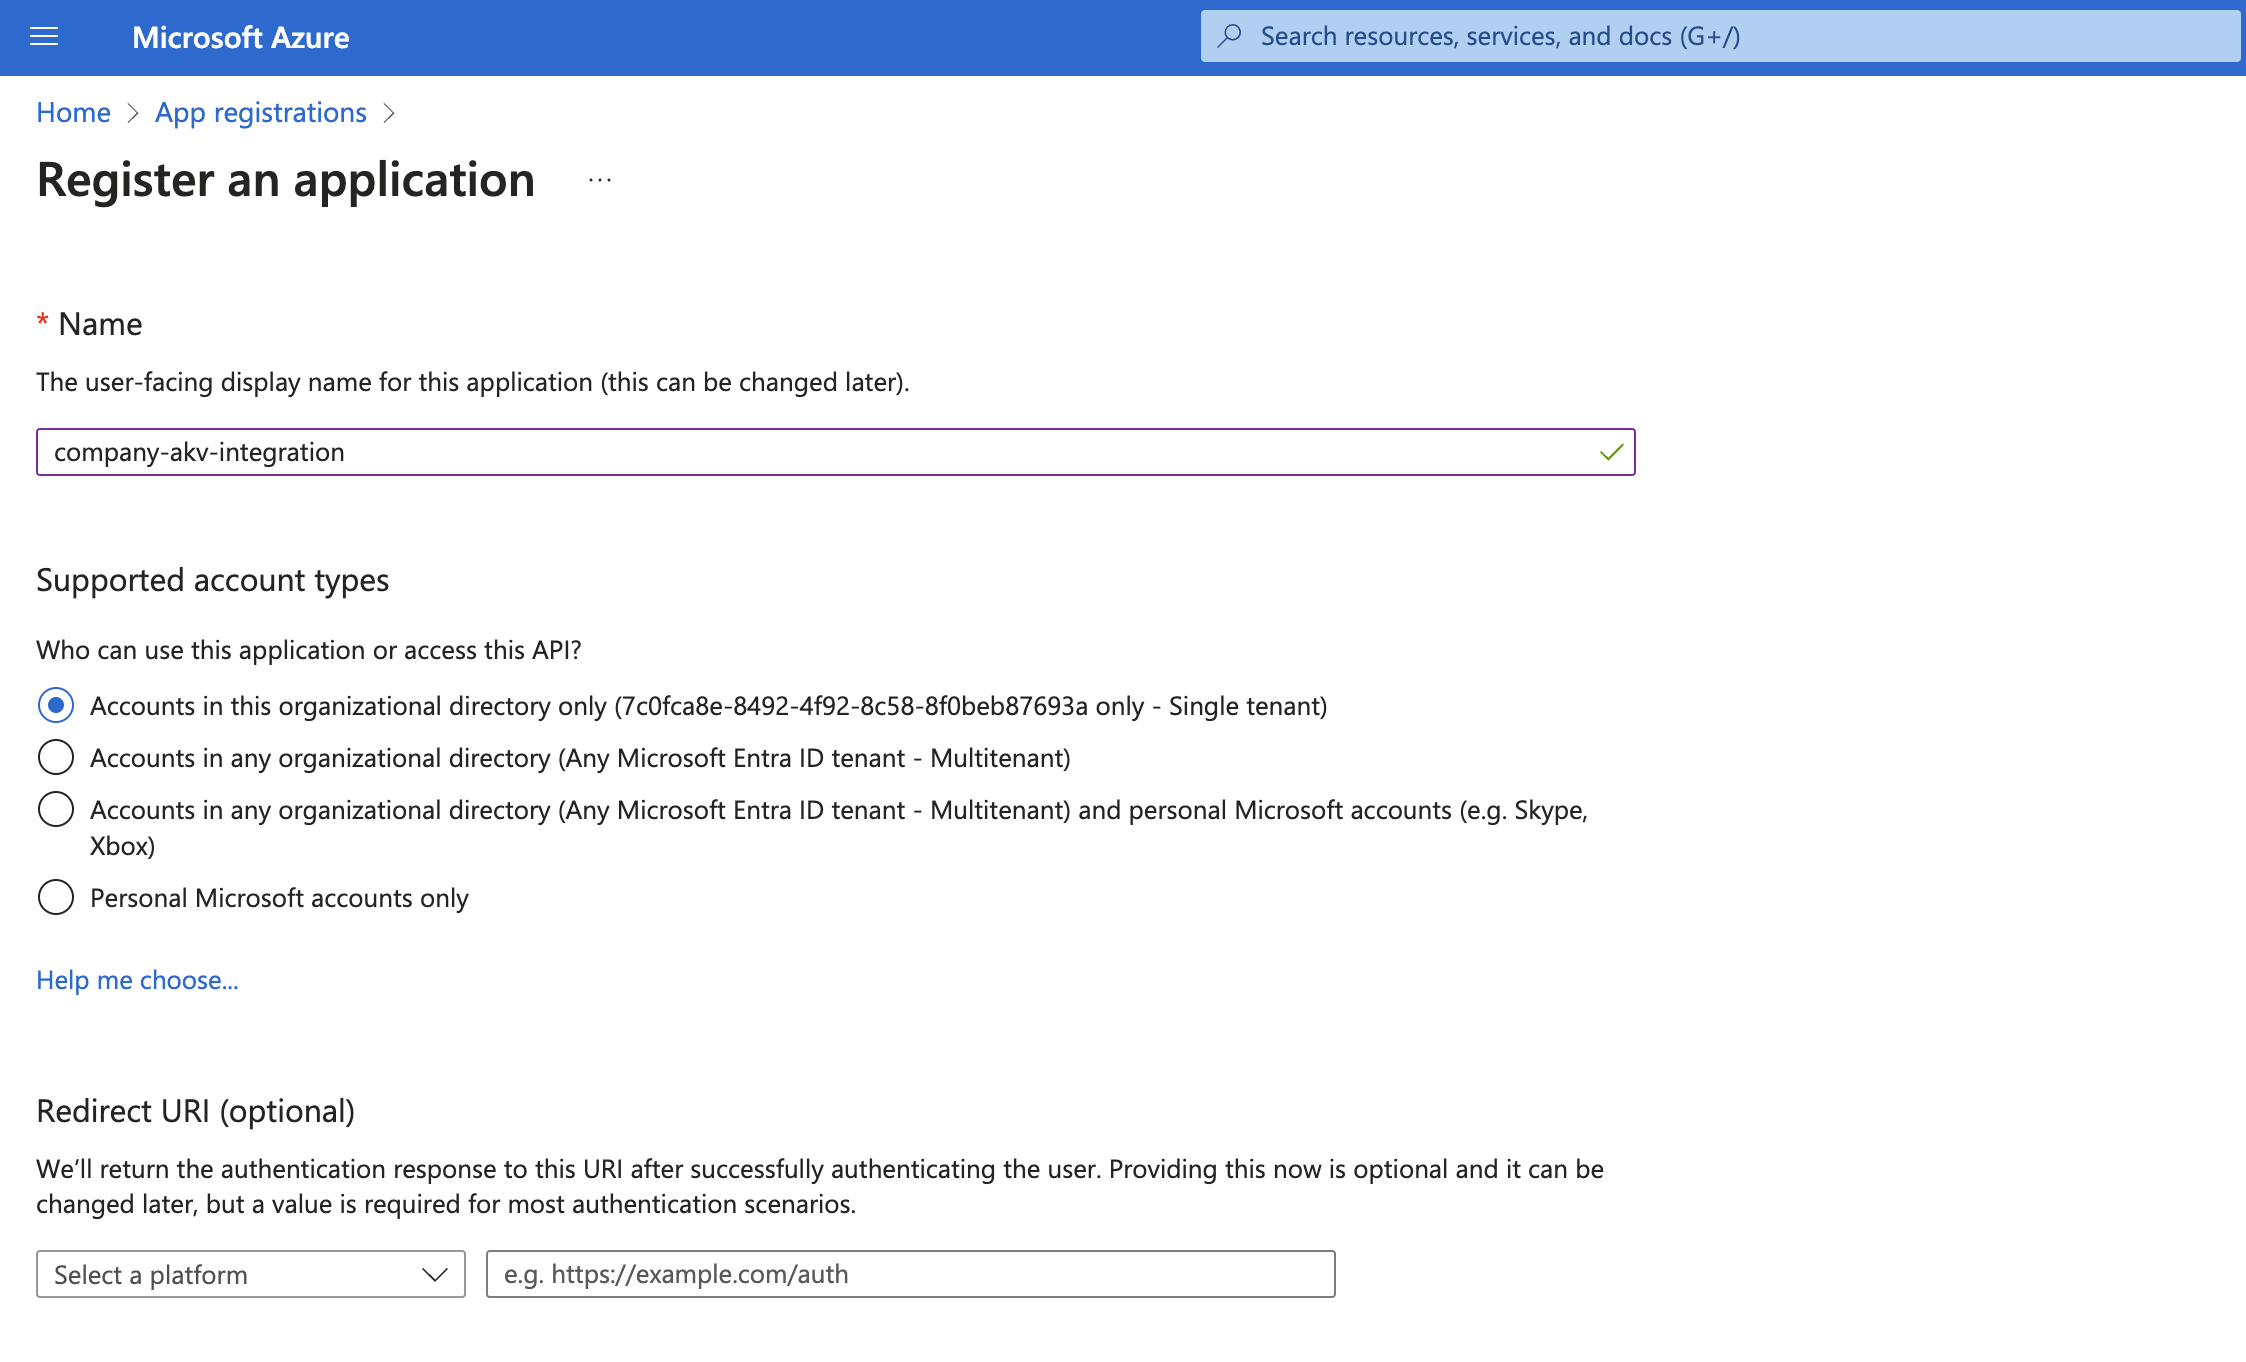 Microsoft Azure
Search resources, services, and docs (G+/)
Home > App registrations >
Register an application ...
* Name
The user-facing display name for this application (this can be changed later).
company-akv-integration
Supported account types
Who can use this application or access this API?
Accounts in this organizational directory only (7c0fca8e-8492-4f92-8c58-8f0beb87693a only - Single tenant)
Accounts in any organizational directory (Any Microsoft Entra ID tenant - Multitenant)
Accounts in any organizational directory (Any Microsoft Entra ID tenant - Multitenant) and personal Microsoft accounts (e.g. Skype,
Xbox)
Personal Microsoft accounts only
Help me choose...
Redirect URI (optional)
We’ll return the authentication response to this URI after successfully authenticating the user. Providing this now is optional and it can be
changed later, but a value is required for most authentication scenarios.
Select a platform
e.g. https://example.com/auth